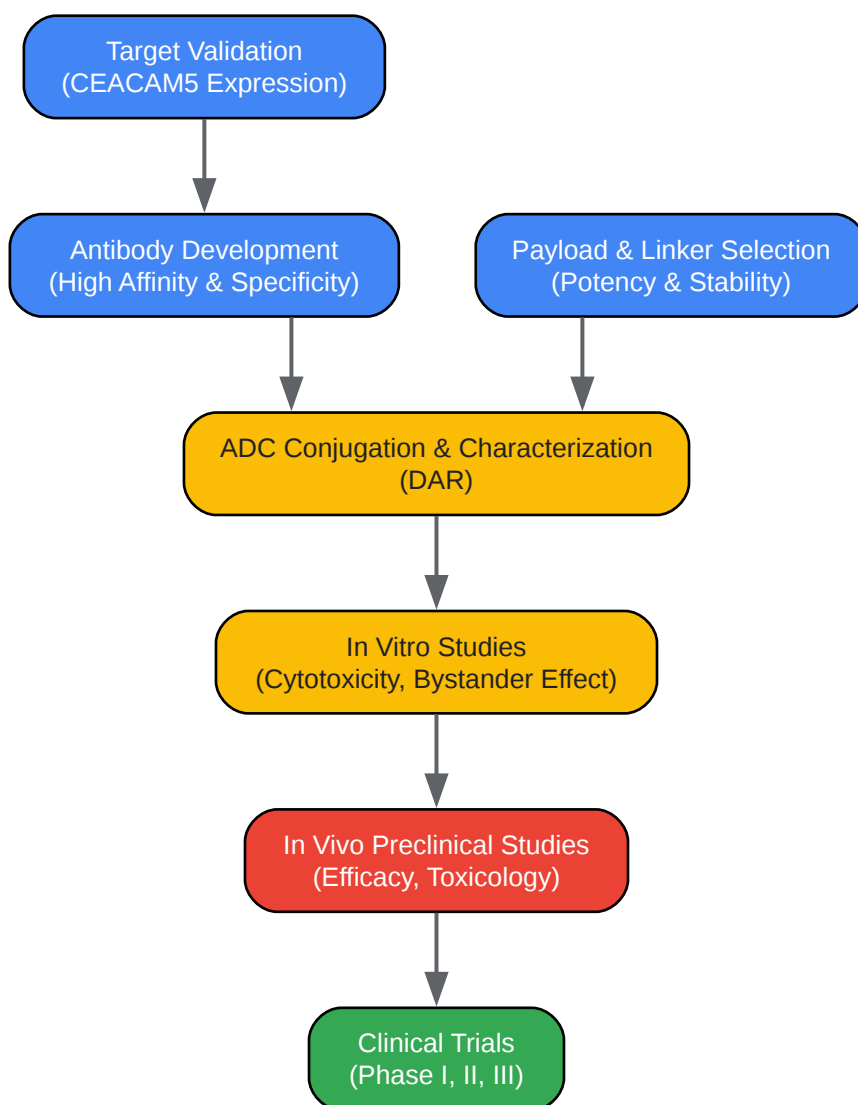 Target Validation
(CEACAM5 Expression)
Antibody Development
(High Affinity & Specificity)
Payload & Linker Selection
(Potency & Stability)
ADC Conjugation & Characterization
(DAR)
In Vitro Studies
(Cytotoxicity, Bystander Effect)
In Vivo Preclinical Studies
(Efficacy, Toxicology)
Clinical Trials
(Phase I, II, III)